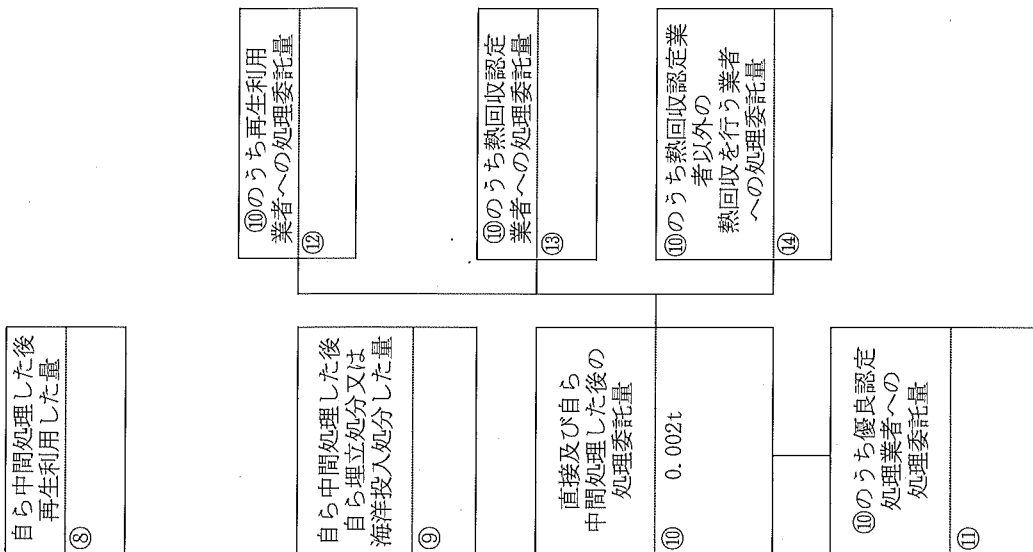 自ら中間処理した後
再生利用した量
⑧
自ら中間処理した後
自ら埋立処分又は
海洋投入処分した量
⑨
直接及び自ら
中間処理した後の
処理委託量
⑩ 0.002t
⑩のうち優良認定
処理業者への
処理委託量
⑪
⑩のうち再生利用
業者への処理委託量
⑫
⑩のうち熱回収認定
業者への処理委託量
⑬
⑩のうち熱回収認定業
者以外の
熱回収を行う業者
への処理委託量
⑭